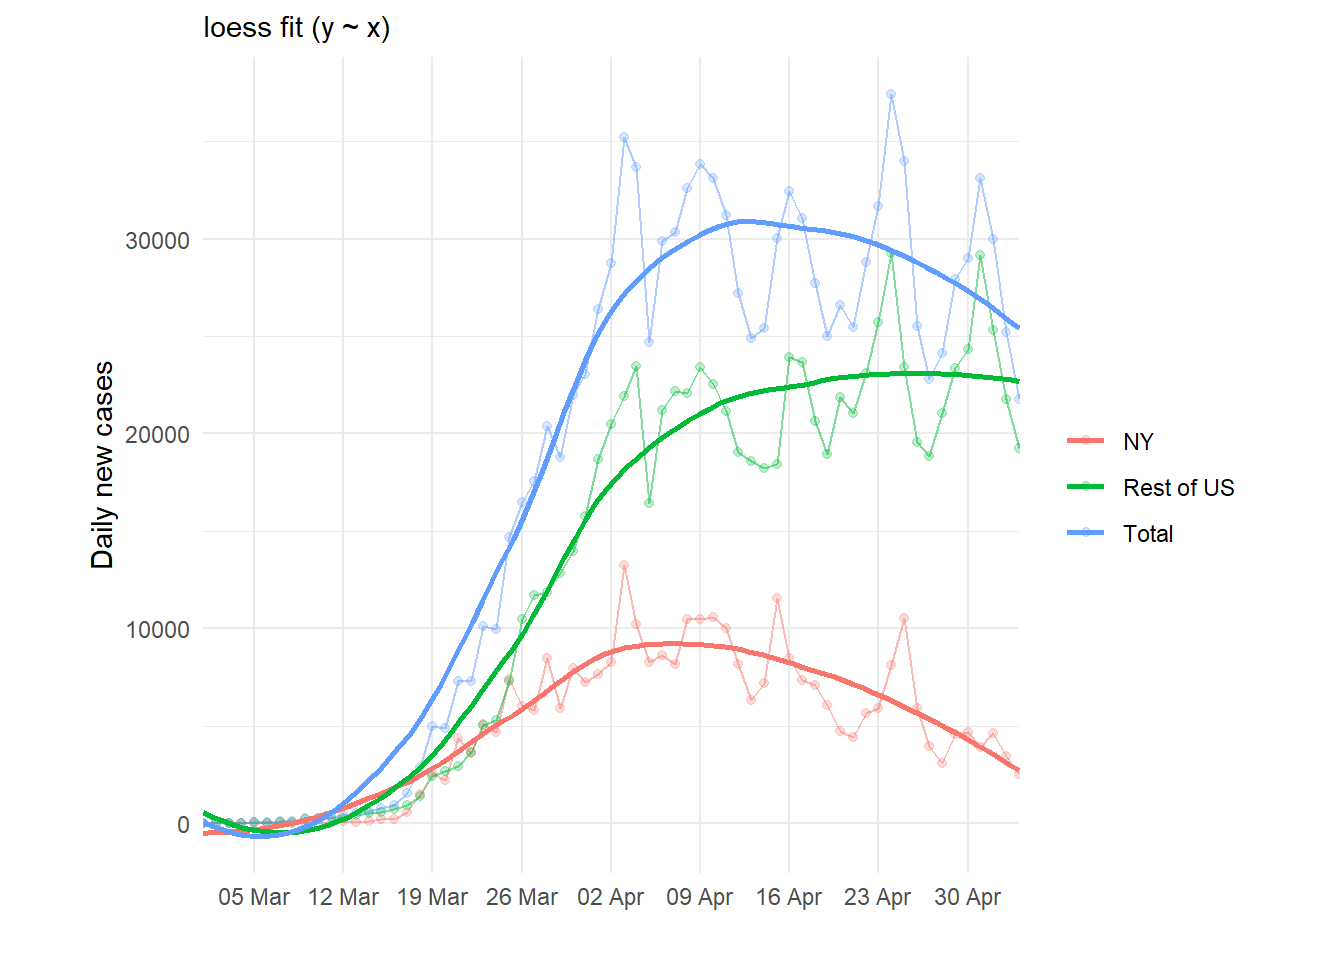 loess fit (y ~ x)
Daily new cases
30000
20000
10000
0
05 Mar 12 Mar 19 Mar 26 Mar 02 Apr 09 Apr 16 Apr 23 Apr 30 Apr
NY
Rest of US
Total